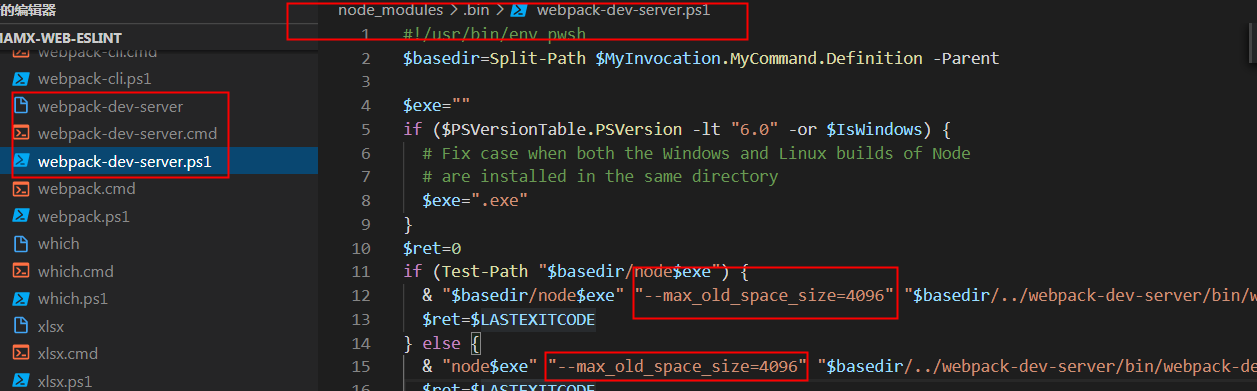 的编辑器
MAMX-WEB-ESLINT
webpack-cli.cmd
webpack-cli.ps1
webpack-dev-server
webpack-dev-server.cmd
webpack-dev-server.ps1
webpack.cmd
webpack.ps1
which
which.cmd
which.ps1
xlsx
xlsx.cmd
xlsx.ps1
node_modules > .bin > webpack-dev-server.ps1
1 #!/usr/bin/env pwsh
2 $basedir=Split-Path $MyInvocation.MyCommand.Definition -Parent
3
4 $exe=""
5 if ($PSVersionTable.PSVersion -lt "6.0" -or $IsWindows) {
6 # Fix case when both the Windows and Linux builds of Node
7 # are installed in the same directory
8 $exe=".exe"
9 }
10 $ret=0
11 if (Test-Path "$basedir/node$exe") {
12 & "$basedir/node$exe" "--max_old_space_size=4096" "$basedir/../webpack-dev-server/bin/w
13 $ret=$LASTEXITCODE
14 } else {
15 & "node$exe" "--max_old_space_size=4096" "$basedir/../webpack-dev-server/bin/webpack-de
16 $ret=$LASTEXITCODE